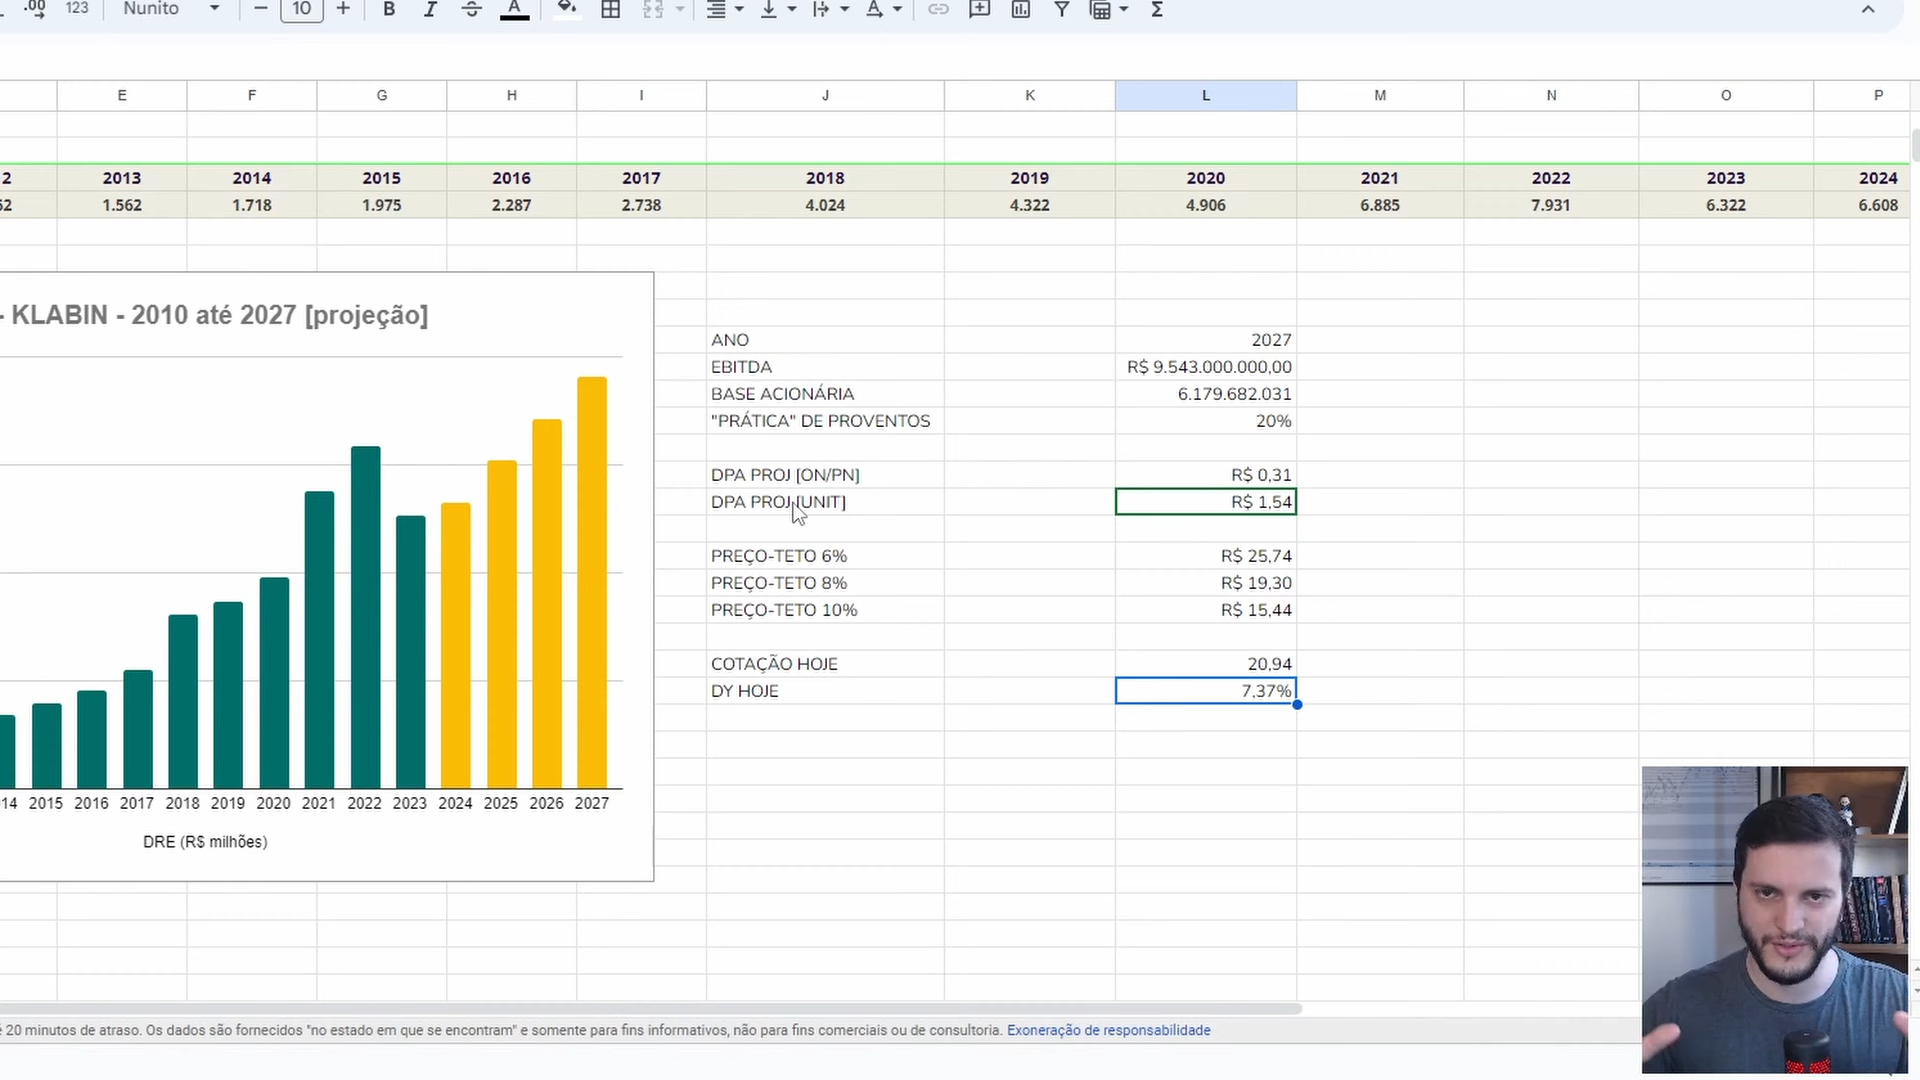 .00 123 Nunito 10 B I A Σ
E F G H I J K L M N O P
2 2013 2014 2015 2016 2017 2018 2019 2020 2021 2022 2023 2024
52 1.562 1.718 1.975 2.287 2.738 4.024 4.322 4.906 6.885 7.931 6.322 6.608
- KLABIN - 2010 até 2027 [projeção]
14 2015 2016 2017 2018 2019 2020 2021 2022 2023 2024 2025 2026 2027
DRE (R$ milhões)
ANO 2027
EBITDA R$ 9.543.000.000,00
BASE ACIONÁRIA 6.179.682.031
"PRÁTICA" DE PROVENTOS 20%
DPA PROJ [ON/PN] R$ 0,31
DPA PROJ [UNIT] R$ 1,54
PREÇO-TETO 6% R$ 25,74
PREÇO-TETO 8% R$ 19,30
PREÇO-TETO 10% R$ 15,44
COTAÇÃO HOJE 20,94
DY HOJE 7,37%
é 20 minutos de atraso. Os dados são fornecidos "no estado em que se encontram" e somente para fins informativos, não para fins comerciais ou de consultoria. Exoneração de responsabilidade